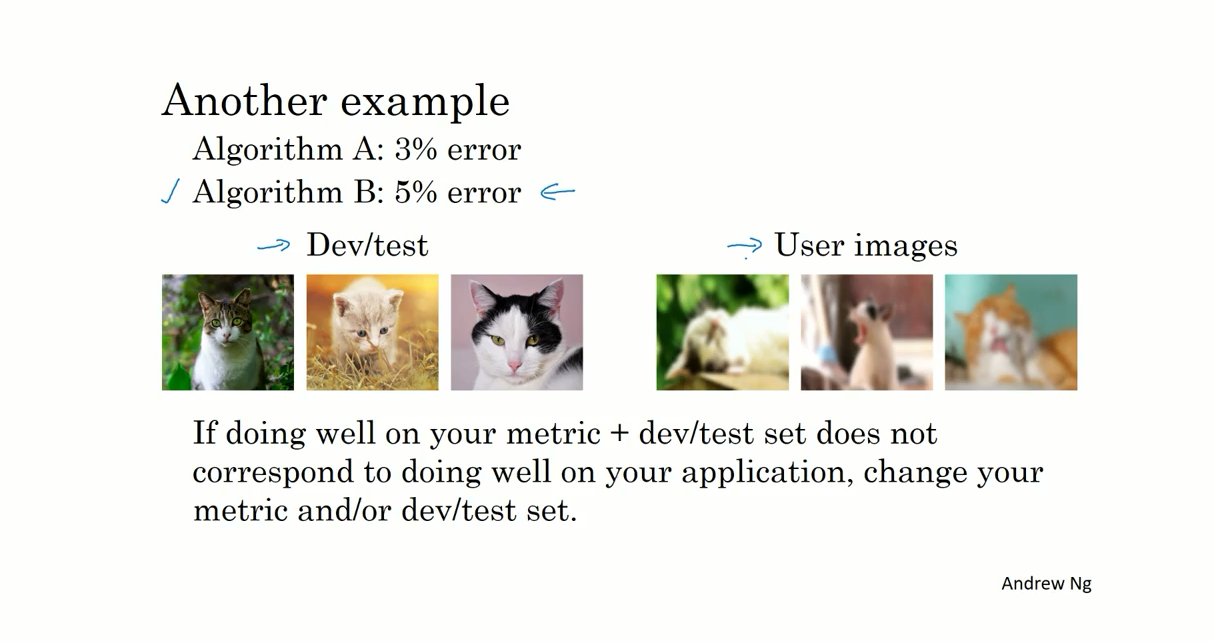 Another example
Algorithm A: 3% error
✓ Algorithm B: 5% error ←
→ Dev/test
→ User images
If doing well on your metric + dev/test set does not
correspond to doing well on your application, change your
metric and/or dev/test set.
Andrew Ng